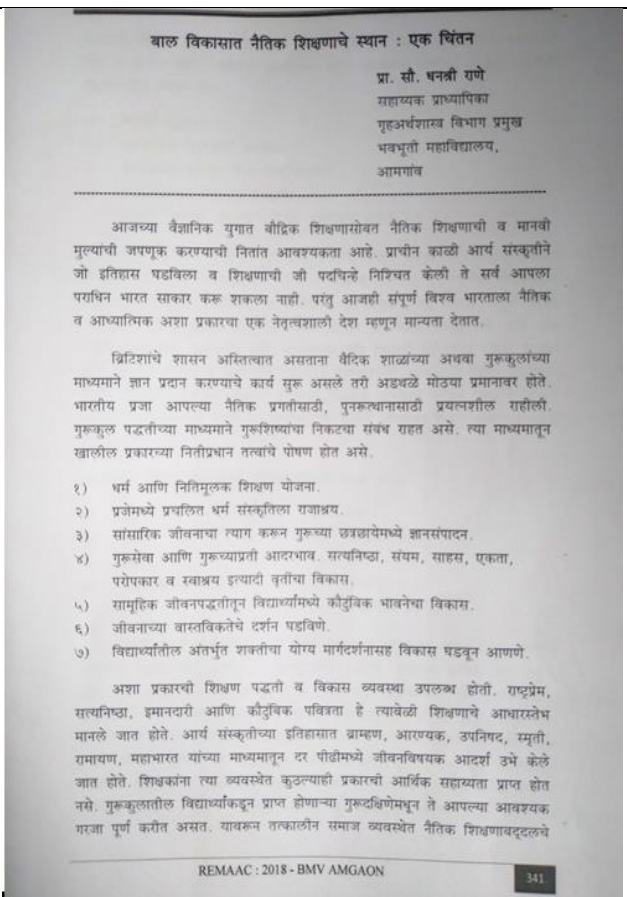 बाल विकासात नैतिक शिक्षणाचे स्थान : एक चिंतन
प्रा. सौ. धनश्री राणे
सहाय्यक प्राध्यापिका
गृहअर्थशास्त्र विभाग प्रमुख
भवभूती महाविद्यालय,
आमगांव
आजच्या वैज्ञानिक युगात बौद्रिक शिक्षणासोबत नैतिक शिक्षणाची व मानवी
मुल्यांची जपणूक करण्याची नितांत आवश्यकता आहे. प्राचीन काळी आर्य संस्कृतीने
जो इतिहास घडविला व शिक्षणाची जी पदचिन्हे निश्चित केली ते सर्व आपला
पराधिन भारत साकार करू शकला नाही. परंतु आजही संपूर्ण विश्व भारताला नैतिक
व आध्यात्मिक अशा प्रकारचा एक नेतृत्वशाली देश म्हणून मान्यता देतात.
ब्रिटिशांचे शासन अस्तित्वात असताना वैदिक शाळांच्या अथवा गुरूकुलांच्या
माध्यमाने ज्ञान प्रदान करण्याचे कार्य सुरू असले तरी अडथळे मोठया प्रमानावर होते.
भारतीय प्रजा आपल्या नैतिक प्रगतीसाठी, पुनरूत्थानासाठी प्रयत्नशील राहीली.
गुरूकुल पद्धतीच्या माध्यमाने गुरूशिष्यांचा निकटचा संबंध राहत असे. त्या माध्यमातून
खालील प्रकारच्या नितीप्रधान तत्वांचे पोषण होत असे.
१) धर्म आणि नितिमूलक शिक्षण योजना.
२) प्रजेमध्ये प्रचलित धर्म संस्कृतिला राजाश्रय.
३) सांसारिक जीवनाचा त्याग करून गुरूच्या छत्रछायेमध्ये ज्ञानसंपादन.
४) गुरूसेवा आणि गुरूच्याप्रती आदरभाव. सत्यनिष्ठा, संयम, साहस, एकता,
परोपकार व स्वाश्रय इत्यादी वृतींचा विकास.
५) सामूहिक जीवनपद्धतीतून विद्यार्थ्यांमध्ये कौटुंबिक भावनेचा विकास.
६) जीवनाच्या वास्तविकतेचे दर्शन घडविणे.
७) विद्यार्थ्यांतील अंतर्भुत शक्तीचा योग्य मार्गदर्शनासह विकास घडवून आणणे.
अशा प्रकारची शिक्षण पद्धती व विकास व्यवस्था उपलब्ध होती. राष्ट्रप्रेम,
सत्यनिष्ठा, इमानदारी आणि कौटुंबिक पवित्रता हे त्यावेळी शिक्षणाचे आधारस्तंभ
मानले जात होते. आर्य संस्कृतीच्या इतिहासात ब्राम्हण, आरण्यक, उपनिषद, स्मृती,
रामायण, महाभारत यांच्या माध्यमातून दर पीढीमध्ये जीवनविषयक आदर्श उभे केले
जात होते. शिक्षकांना त्या व्यवस्थेत कुठल्याही प्रकारची आर्थिक सहाय्यता प्राप्त होत
नसे. गुरूकुलातील विद्यार्थ्यांकडून प्राप्त होणाऱ्या गुरूदक्षिणेमधून ते आपल्या आवश्यक
गरजा पूर्ण करीत असत. यावरून तत्कालीन समाज व्यवस्थेत नैतिक शिक्षणाबद्दलचे
REMAAC : 2018 - BMV AMGAON
341